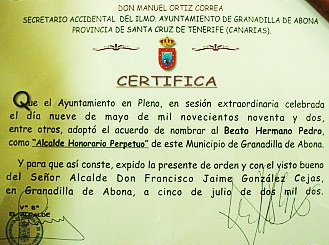 DON MANUEL ORTIZ CORREA
SECRETARIO ACCIDENTAL DEL ILMO. AYUNTAMIENTO DE GRANADILLA DE ABONA
PROVINCIA DE SANTA CRUZ DE TENERIFE (CANARIAS).
CERTIFICA
Que el Ayuntamiento en Pleno, en sesión extraordinaria celebrada
el día nueve de mayo de mil novecientos noventa y dos,
entre otros, adoptó el acuerdo de nombrar al Beato Hermano Pedro,
como "Alcalde Honorario Perpetuo" de este Municipio de Granadilla de Abona.
Y para que así conste, expido la presente de orden y con el visto bueno
del Señor Alcalde Don Francisco Jaime González Cejas,
en Granadilla de Abona, a cinco de julio de dos mil dos.
Vº Bº
EL ALCALDE